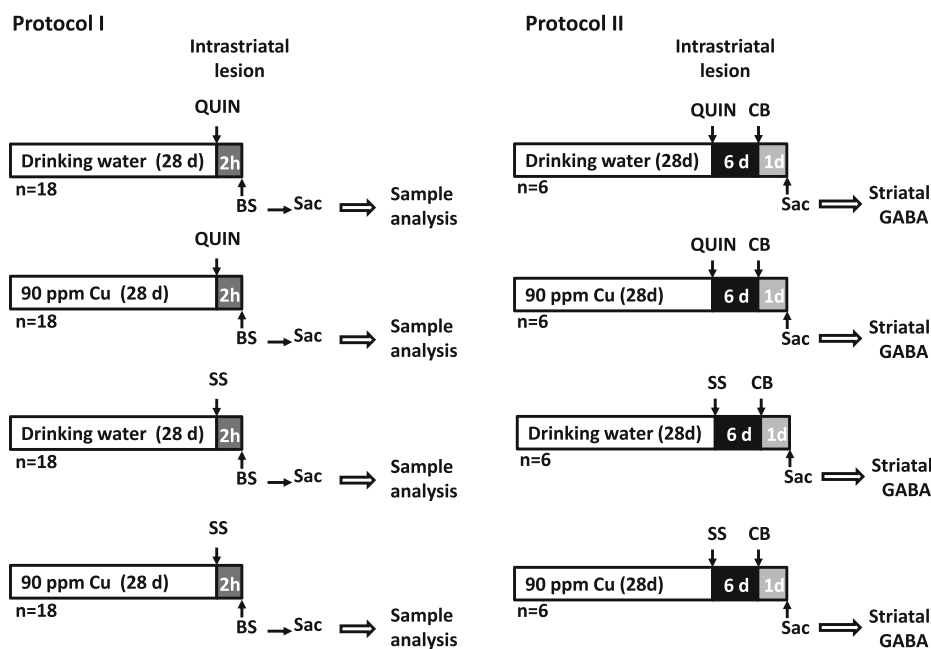 Protocol I
Intrastriatal
lesion
QUIN
Drinking water (28 d) 2h
n=18
BS Sac
Sample
analysis
QUIN
90 ppm Cu (28 d) 2h
n=18
BS Sac
Sample
analysis
SS
Drinking water (28 d) 2h
n=18
BS Sac
Sample
analysis
SS
90 ppm Cu (28 d) 2h
n=18
BS Sac
Sample
analysis
Protocol II
Intrastriatal
lesion
QUIN CB
Drinking water (28d) 6 d 1d
n=6
Sac
Striatal
GABA
QUIN CB
90 ppm Cu (28d) 6 d 1d
n=6
Sac
Striatal
GABA
SS CB
Drinking water (28d) 6 d 1d
n=6
Sac
Striatal
GABA
SS CB
90 ppm Cu (28d) 6 d 1d
n=6
Sac
Striatal
GABA